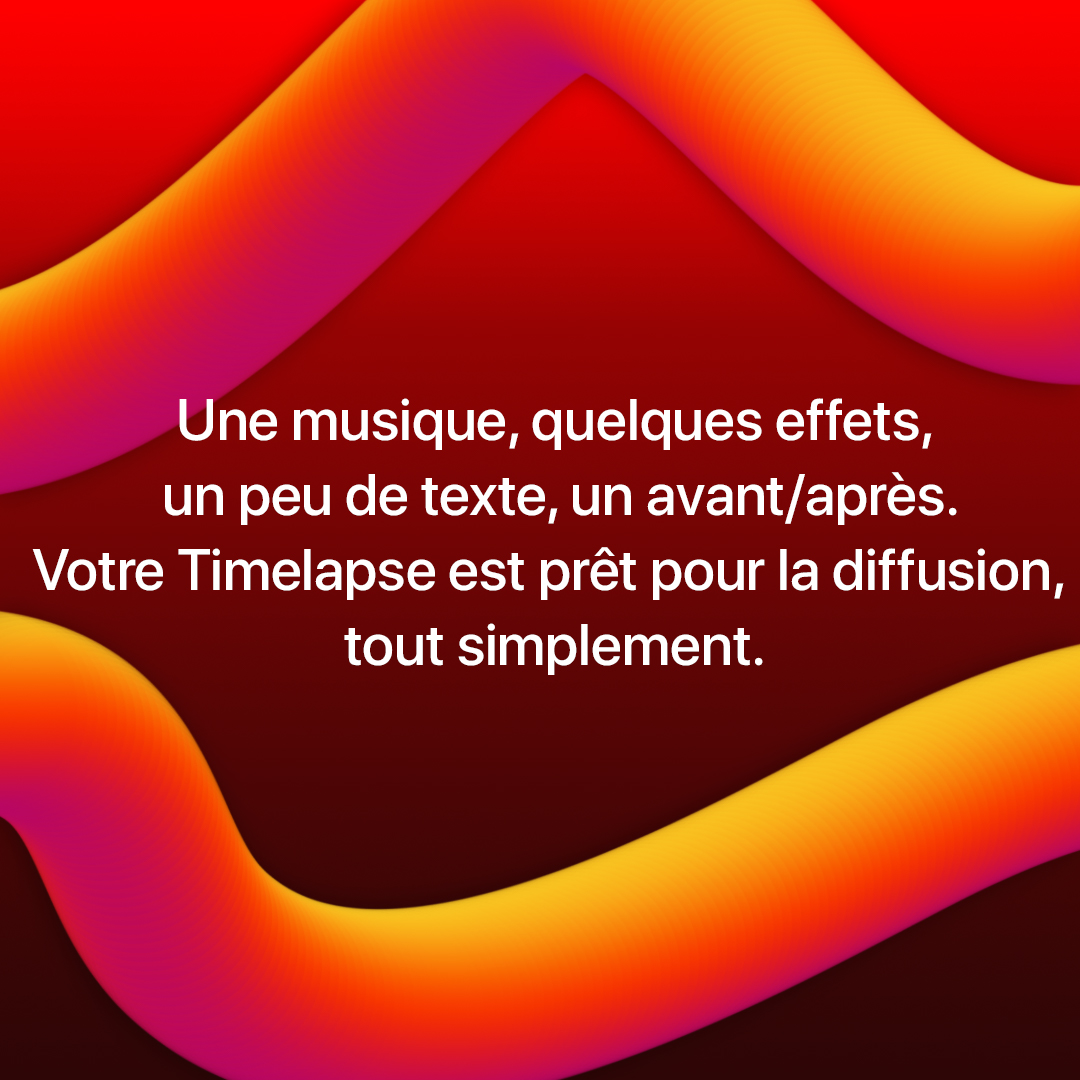 Une musique, quelques effets,
un peu de texte, un avant/après.
Votre Timelapse est prêt pour la diffusion,
tout simplement.